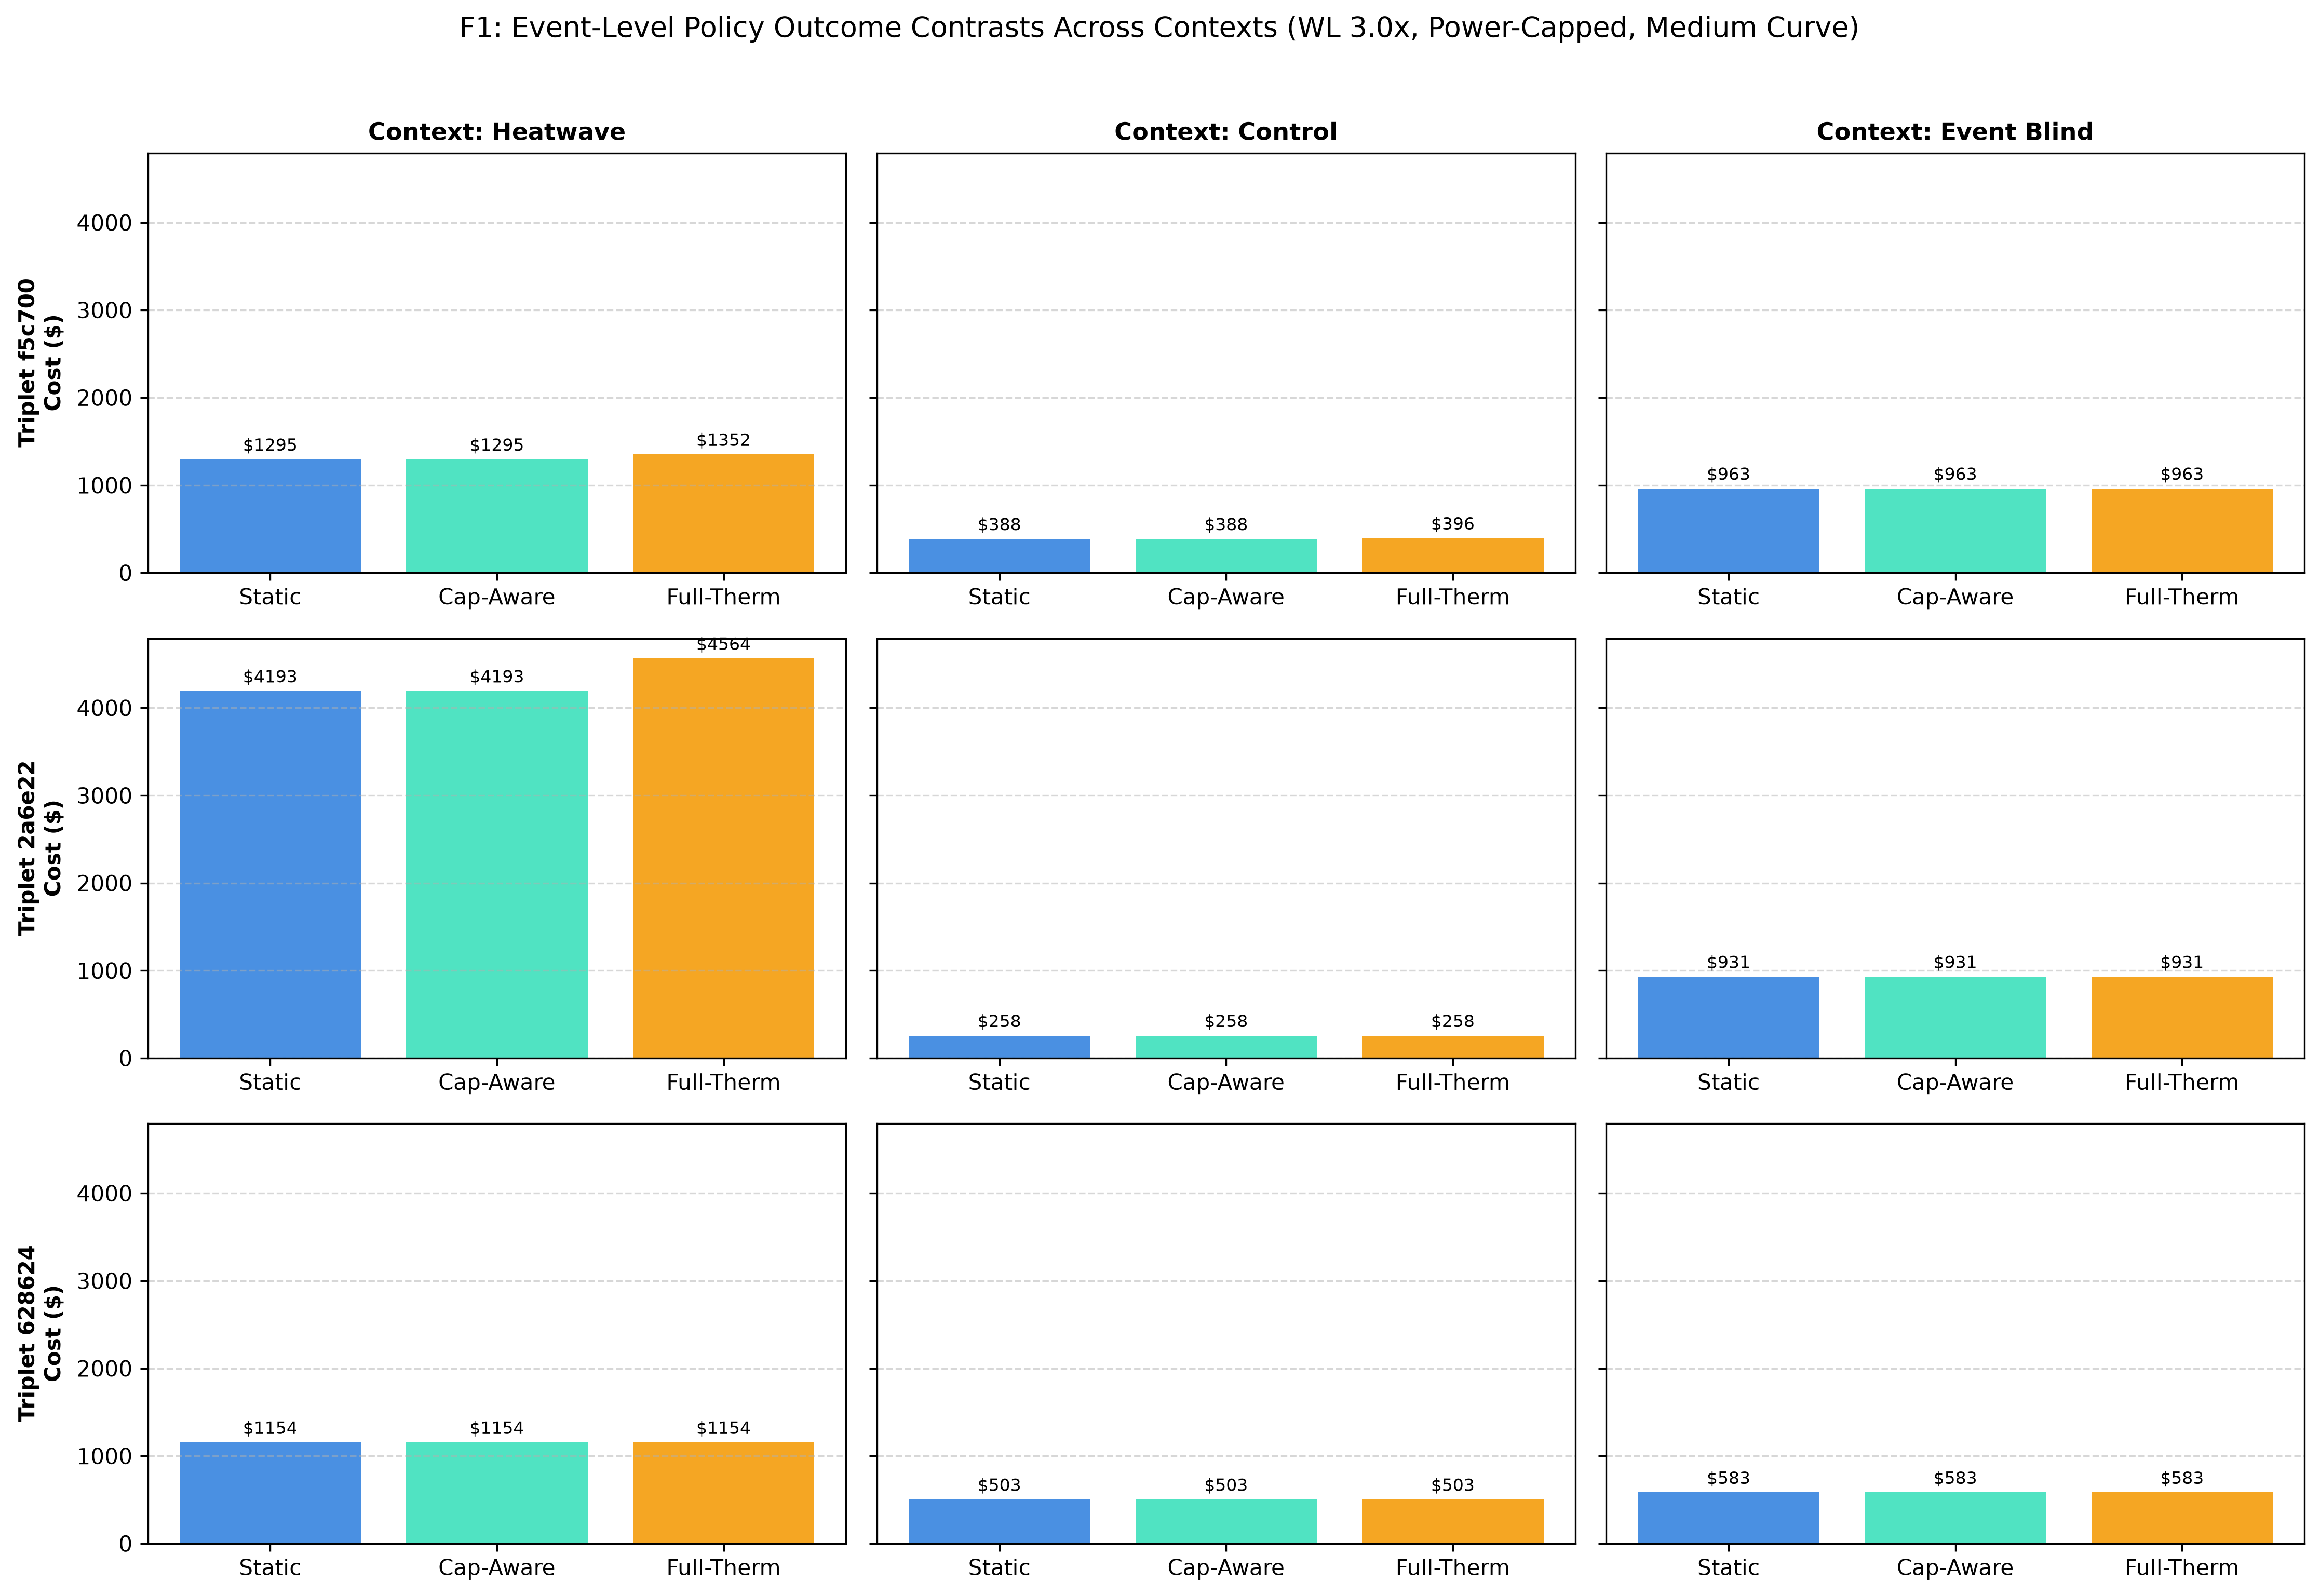 F1: Event-Level Policy Outcome Contrasts Across Contexts (WL 3.0x, Power-Capped, Medium Curve)
Context: Heatwave
Context: Control
Context: Event Blind
Triplet f5c700
Cost ($)
4000
3000
2000
1000
0
$1295
$1295
$1352
Static
Cap-Aware
Full-Therm
$388
$388
$396
Static
Cap-Aware
Full-Therm
$963
$963
$963
Static
Cap-Aware
Full-Therm
Triplet 2a6e22
Cost ($)
4000
3000
2000
1000
0
$4193
$4193
$4564
Static
Cap-Aware
Full-Therm
$258
$258
$258
Static
Cap-Aware
Full-Therm
$931
$931
$931
Static
Cap-Aware
Full-Therm
Triplet 628624
Cost ($)
4000
3000
2000
1000
0
$1154
$1154
$1154
Static
Cap-Aware
Full-Therm
$503
$503
$503
Static
Cap-Aware
Full-Therm
$583
$583
$583
Static
Cap-Aware
Full-Therm